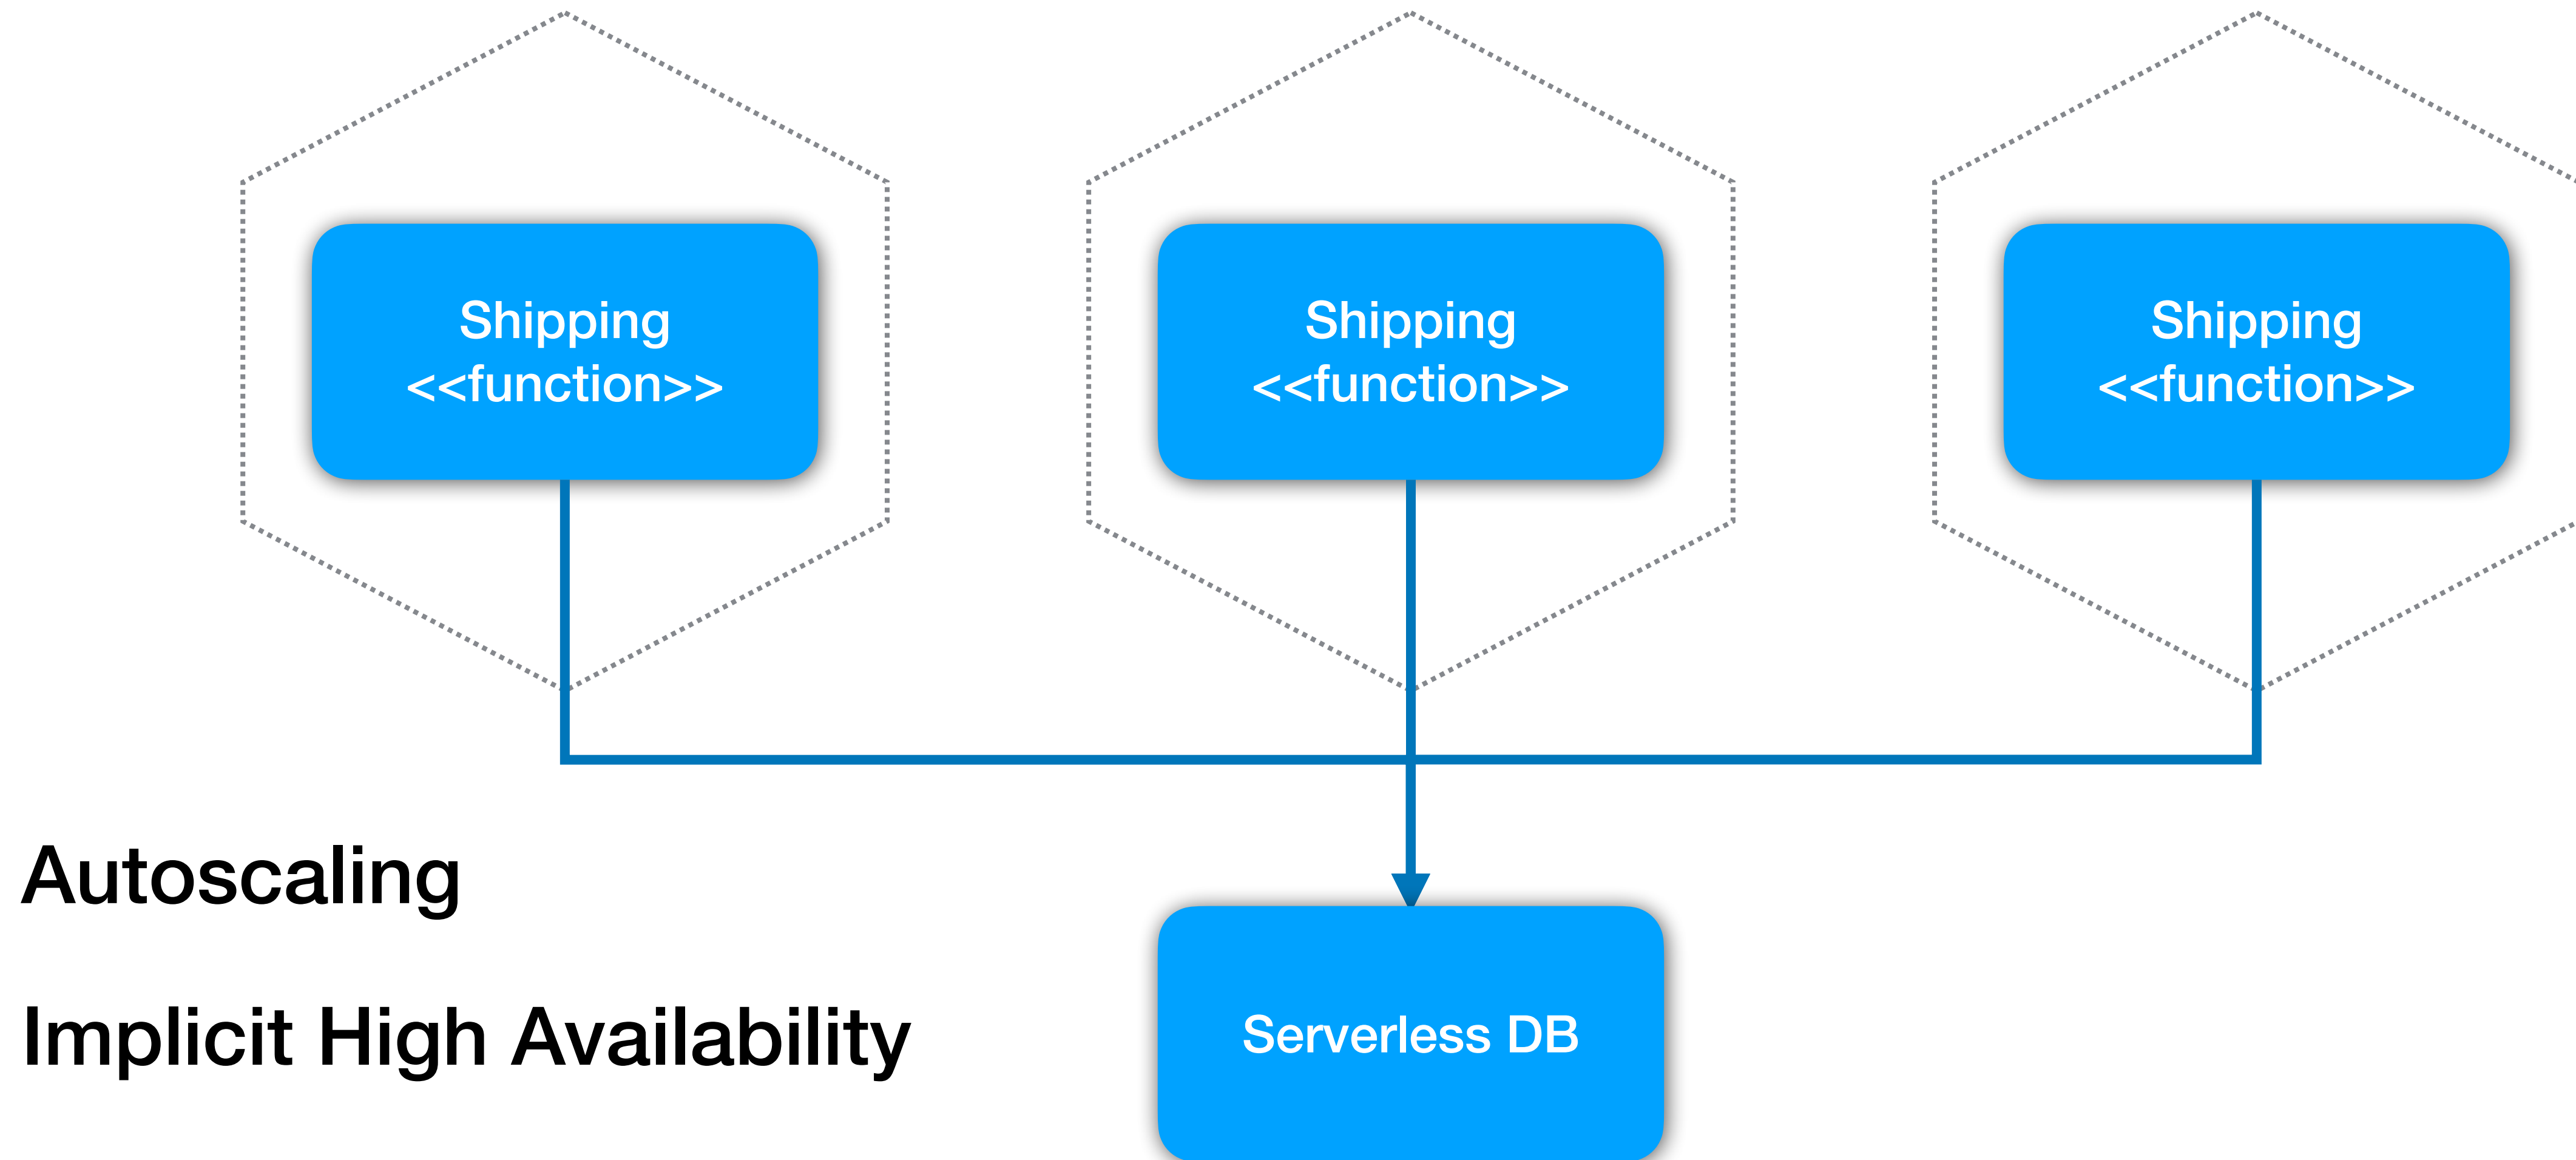 Shipping
<<function>>
Shipping
<<function>>
Shipping
<<function>>
Autoscaling
Implicit High Availability
Serverless DB